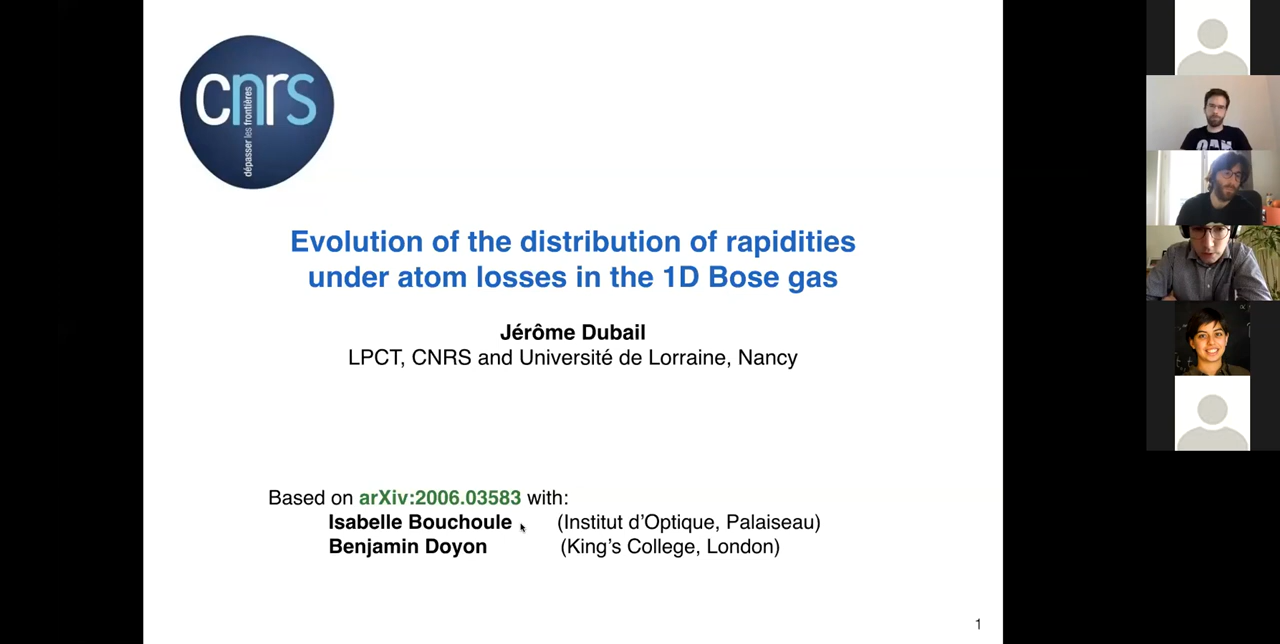 cnrs
dépasser les frontières
Evolution of the distribution of rapidities
under atom losses in the 1D Bose gas
Jérôme Dubail
LPCT, CNRS and Université de Lorraine, Nancy
Based on arXiv:2006.03583 with:
Isabelle Bouchoule (Institut d'Optique, Palaiseau)
Benjamin Doyon (King's College, London)
1